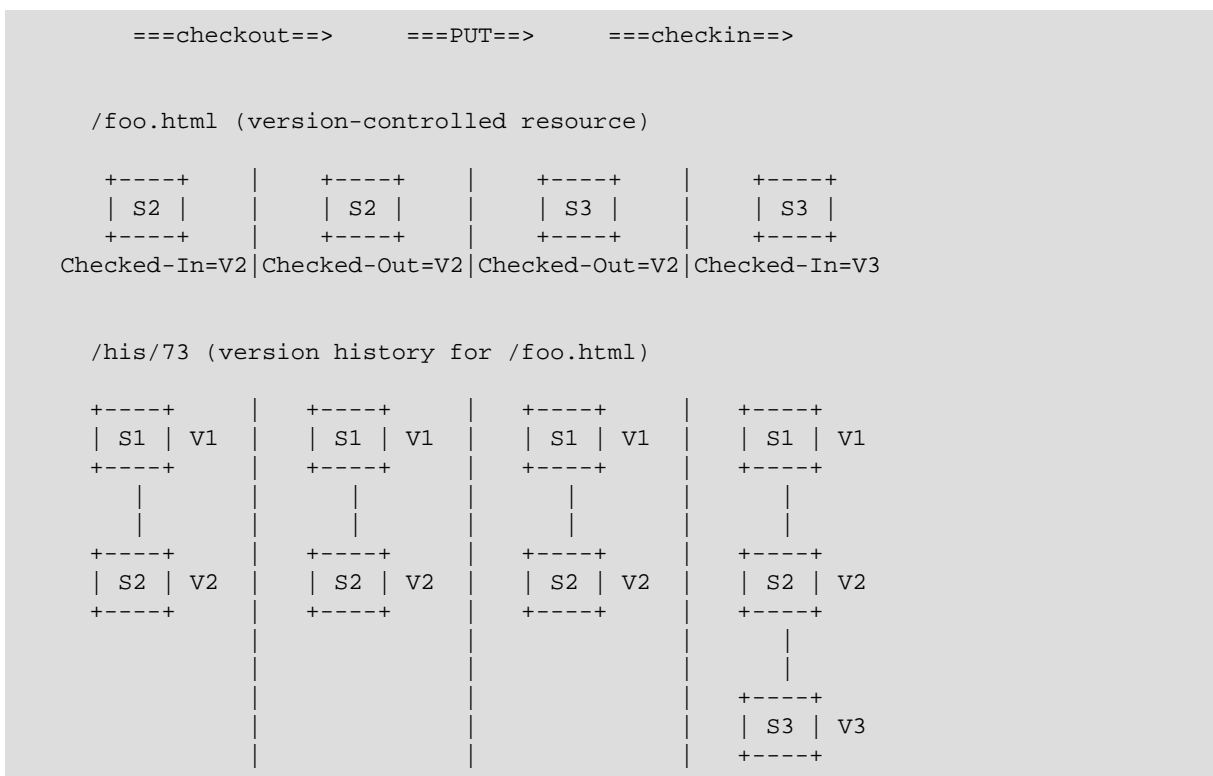 ===checkout==>     ===PUT==>     ===checkin==>
/foo.html (version-controlled resource)
+----+    |    +----+    |    +----+    |    +----+
| S2 |    |    | S2 |    |    | S3 |    |    | S3 |
+----+    |    +----+    |    +----+    |    +----+
Checked-In=V2|Checked-Out=V2|Checked-Out=V2|Checked-In=V3
/his/73 (version history for /foo.html)
+----+       |   +----+       |   +----+       |   +----+
| S1 | V1    |   | S1 | V1    |   | S1 | V1    |   | S1 | V1
+----+       |   +----+       |   +----+       |   +----+
   |         |      |         |      |         |      |
   |         |      |         |      |         |      |
+----+       |   +----+       |   +----+       |   +----+
| S2 | V2    |   | S2 | V2    |   | S2 | V2    |   | S2 | V2
+----+       |   +----+       |   +----+       |   +----+
             |                |                |      |
             |                |                |      |
             |                |                |   +----+
             |                |                |   | S3 | V3
             |                |                |   +----+